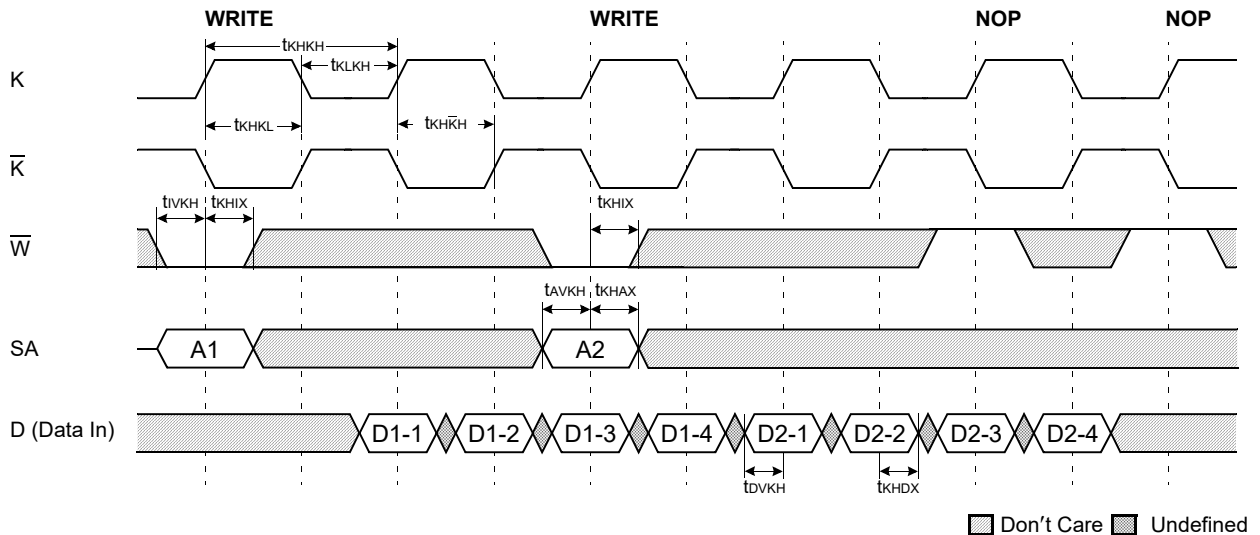 WRITE WRITE NOP NOP
tKHKH
tKLKH
K
tKHKL tKHK̅H
K̅
tIVKH tKHIX tKHIX
W̅
tAVKH tKHAX
SA A1 A2
D (Data In) D1-1 D1-2 D1-3 D1-4 D2-1 D2-2 D2-3 D2-4
tDVKH tKHDX
Don't Care Undefined